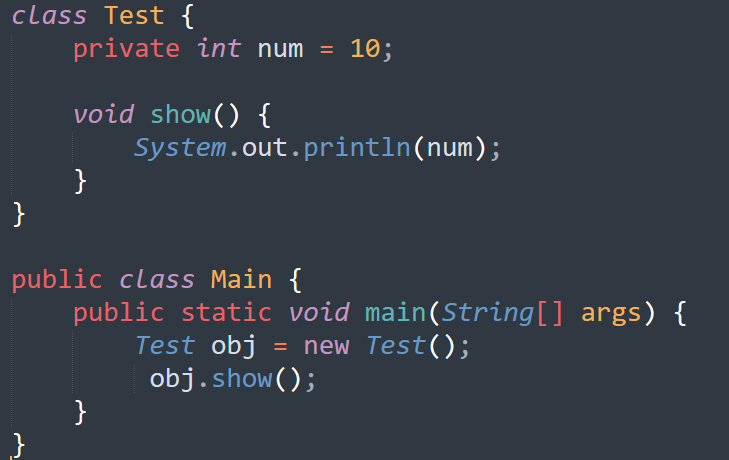 class Test {
    private int num = 10;

    void show() {
        System.out.println(num);
    }
}

public class Main {
    public static void main(String[] args) {
        Test obj = new Test();
         obj.show();
    }
}